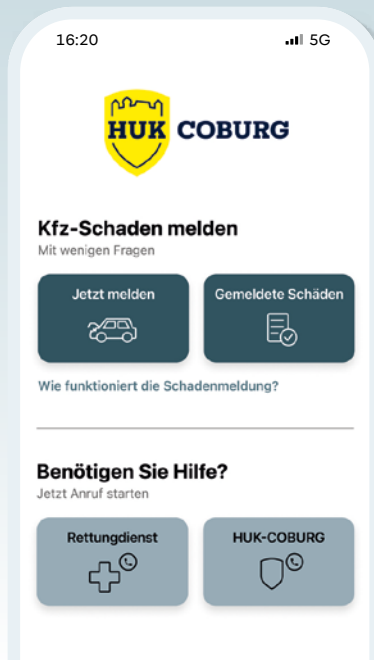 16:20 5G
HUK COBURG
Kfz-Schaden melden
Mit wenigen Fragen
Jetzt melden Gemeldete Schäden
Wie funktioniert die Schadenmeldung?
Benötigen Sie Hilfe?
Jetzt Anruf starten
Rettungdienst HUK-COBURG